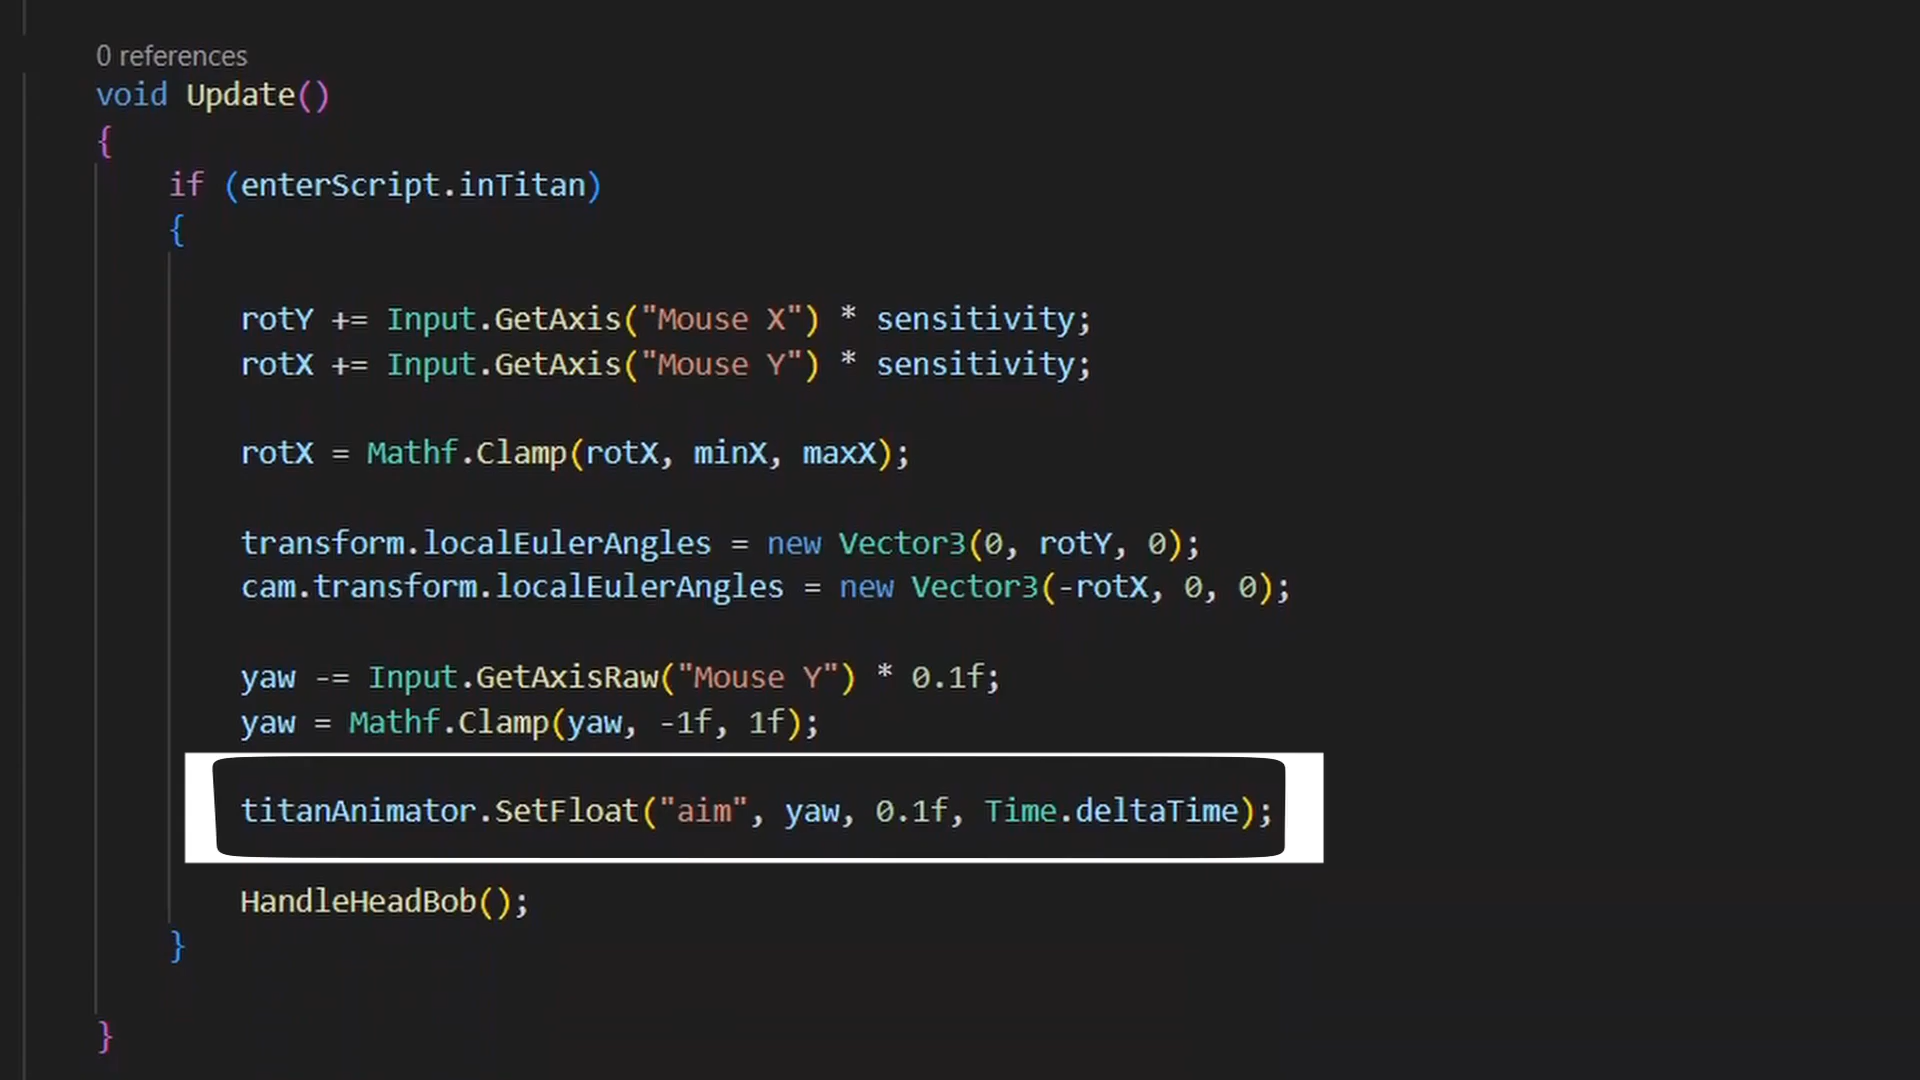 0 references
void Update()
{
if (enterScript.inTitan)
{
rotY += Input.GetAxis("Mouse X") * sensitivity;
rotX += Input.GetAxis("Mouse Y") * sensitivity;
rotX = Mathf.Clamp(rotX, minX, maxX);
transform.localEulerAngles = new Vector3(0, rotY, 0);
cam.transform.localEulerAngles = new Vector3(-rotX, 0, 0);
yaw -= Input.GetAxisRaw("Mouse Y") * 0.1f;
yaw = Mathf.Clamp(yaw, -1f, 1f);
titanAnimator.SetFloat("aim", yaw, 0.1f, Time.deltaTime);
HandleHeadBob();
}
}